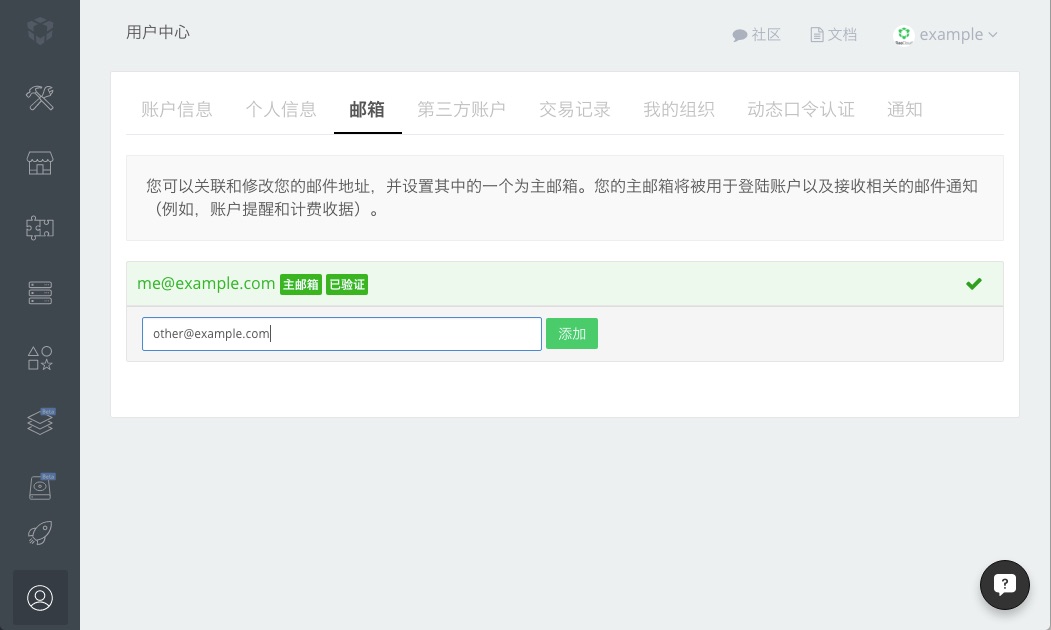 用户中心
社区 文档 example
账户信息 个人信息 邮箱 第三方账户 交易记录 我的组织 动态口令认证 通知
您可以关联和修改您的邮件地址，并设置其中的一个为主邮箱。您的主邮箱将被用于登陆账户以及接收相关的邮件通知
（例如，账户提醒和计费收据）。
me@example.com 主邮箱 已验证
other@example.com 添加
Beta
Beta